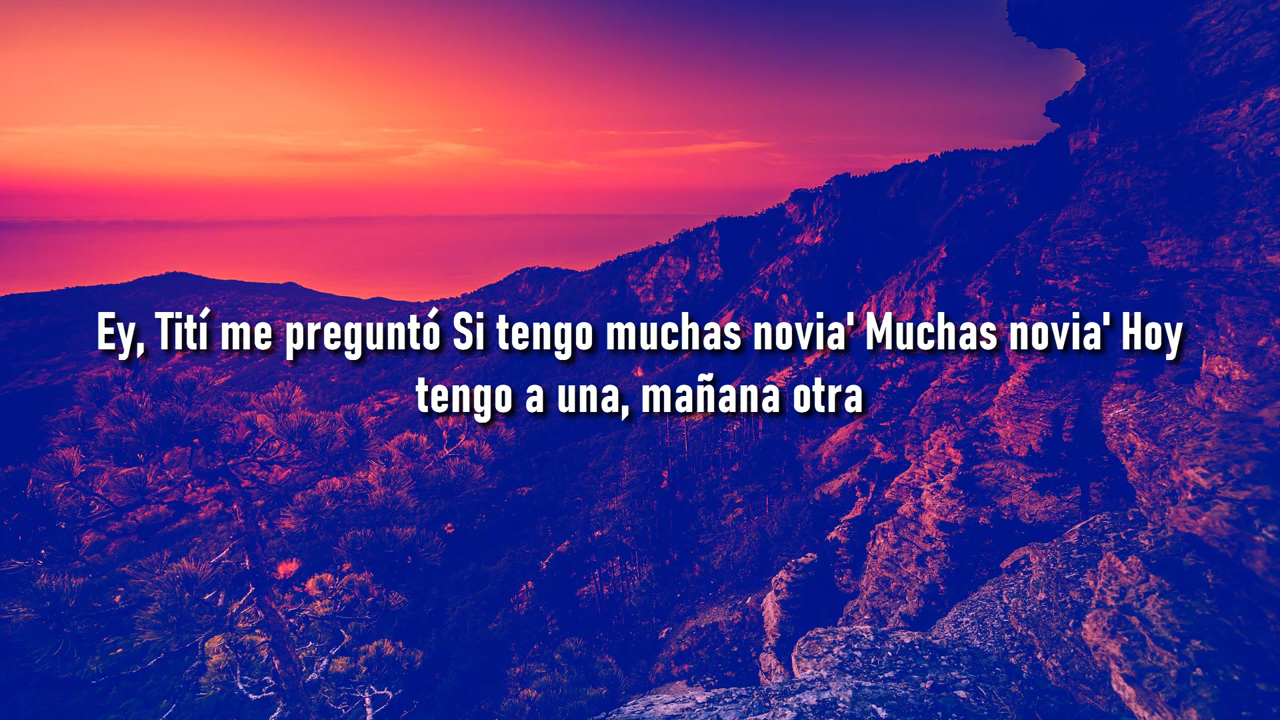 Ey, Tití me preguntó Si tengo muchas novia' Muchas novia' Hoy
tengo a una, mañana otra